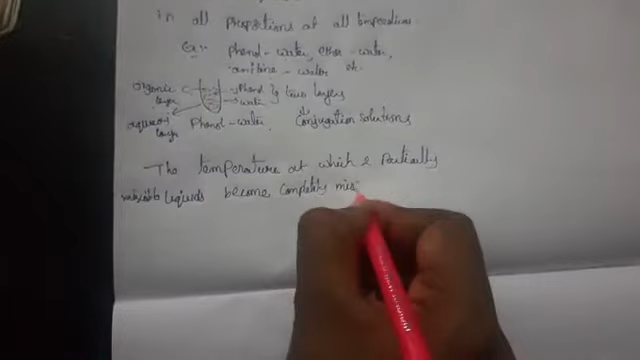 in all proportions at all temperatures
Eg:- Phenol-water, ether-water,
aniline-water etc.
organic layer → Phenol } two layers
→ water
aqueous layer Phenol-water. Conjugation solutions
The temperature at which 2 Partially
miscible liquids become completely mis